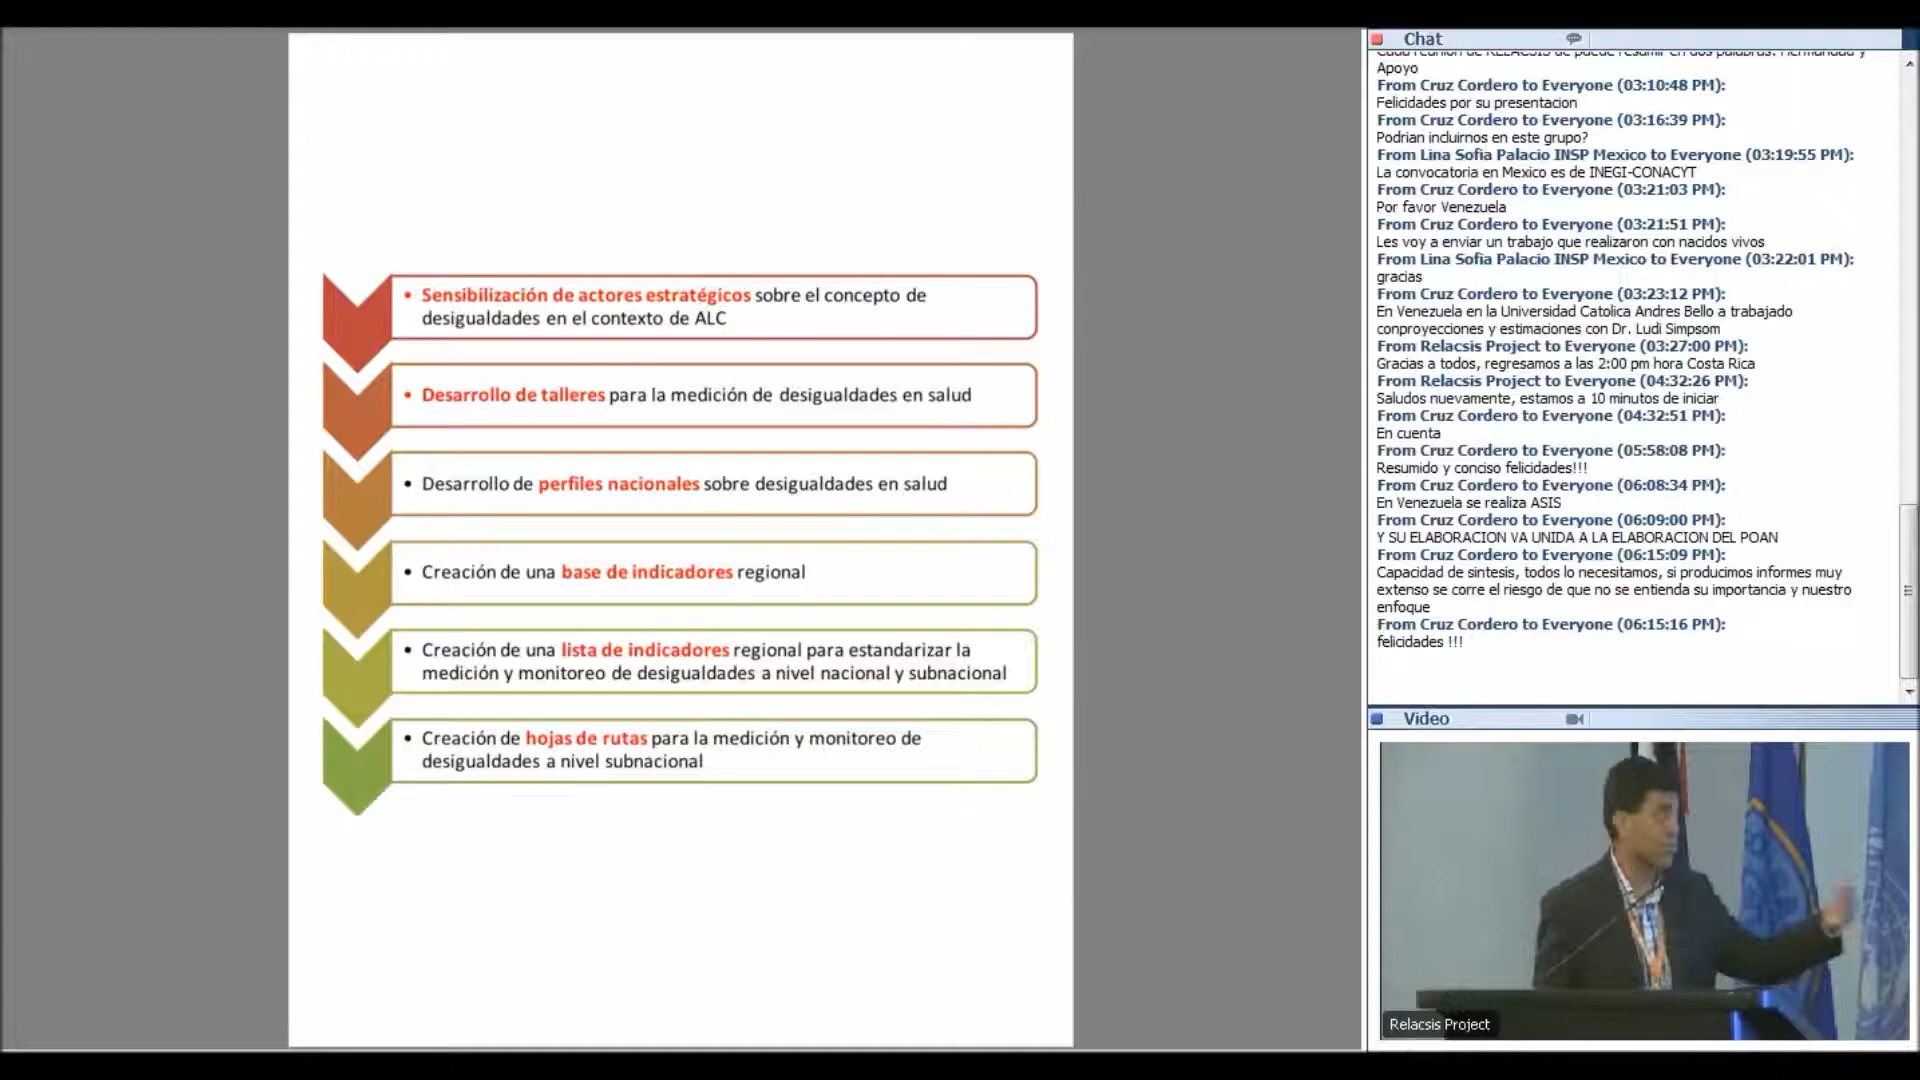 • Sensibilización de actores estratégicos sobre el concepto de
desigualdades en el contexto de ALC
• Desarrollo de talleres para la medición de desigualdades en salud
• Desarrollo de perfiles nacionales sobre desigualdades en salud
• Creación de una base de indicadores regional
• Creación de una lista de indicadores regional para estandarizar la
medición y monitoreo de desigualdades a nivel nacional y subnacional
• Creación de hojas de rutas para la medición y monitoreo de
desigualdades a nivel subnacional
Chat
Cada reunion de RELACSIS se puede resumir en dos palabras: Hermandad y
Apoyo
From Cruz Cordero to Everyone (03:10:48 PM):
Felicidades por su presentacion
From Cruz Cordero to Everyone (03:16:39 PM):
Podrian incluirnos en este grupo?
From Lina Sofia Palacio INSP Mexico to Everyone (03:19:55 PM):
La convocatoria en Mexico es de INEGI-CONACYT
From Cruz Cordero to Everyone (03:21:03 PM):
Por favor Venezuela
From Cruz Cordero to Everyone (03:21:51 PM):
Les voy a enviar un trabajo que realizaron con nacidos vivos
From Lina Sofia Palacio INSP Mexico to Everyone (03:22:01 PM):
gracias
From Cruz Cordero to Everyone (03:23:12 PM):
En Venezuela en la Universidad Catolica Andres Bello a trabajado
conproyecciones y estimaciones con Dr. Ludi Simpsom
From Relacsis Project to Everyone (03:27:00 PM):
Gracias a todos, regresamos a las 2:00 pm hora Costa Rica
From Relacsis Project to Everyone (04:32:26 PM):
Saludos nuevamente, estamos a 10 minutos de iniciar
From Cruz Cordero to Everyone (04:32:51 PM):
En cuenta
From Cruz Cordero to Everyone (05:58:08 PM):
Resumido y conciso felicidades!!!
From Cruz Cordero to Everyone (06:08:34 PM):
En Venezuela se realiza ASIS
From Cruz Cordero to Everyone (06:09:00 PM):
Y SU ELABORACION VA UNIDA A LA ELABORACION DEL POAN
From Cruz Cordero to Everyone (06:15:09 PM):
Capacidad de sintesis, todos lo necesitamos, si producimos informes muy
extenso se corre el riesgo de que no se entienda su importancia y nuestro
enfoque
From Cruz Cordero to Everyone (06:15:16 PM):
felicidades !!!
Video
Relacsis Project